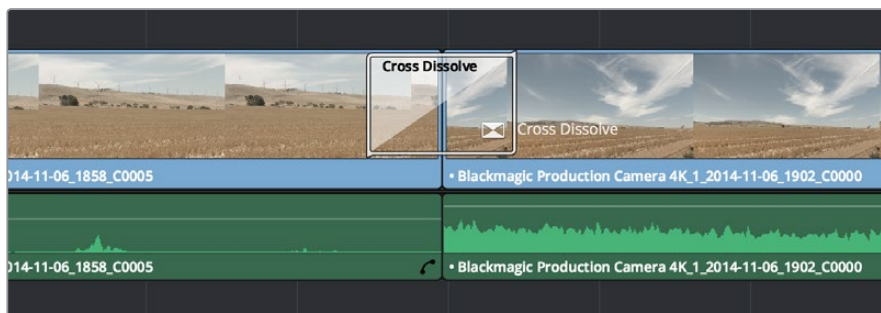 Cross Dissolve
Cross Dissolve
014-11-06_1858_C0005
• Blackmagic Production Camera 4K_1_2014-11-06_1902_C0000
014-11-06_1858_C0005
• Blackmagic Production Camera 4K_1_2014-11-06_1902_C0000